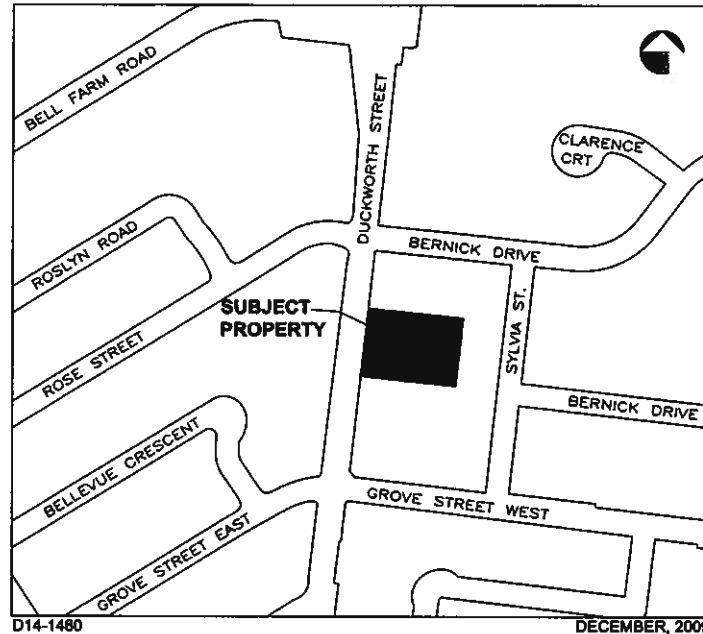 BELL FARM ROAD
DUCKWORTH STREET
CLARENCE
CRT
ROSLYN ROAD
BERNICK DRIVE
SUBJECT
PROPERTY
SYLVIA ST.
ROSE STREET
BERNICK DRIVE
BELLEVUE CRESCENT
GROVE STREET WEST
GROVE STREET EAST
D14-1480
DECEMBER, 2009